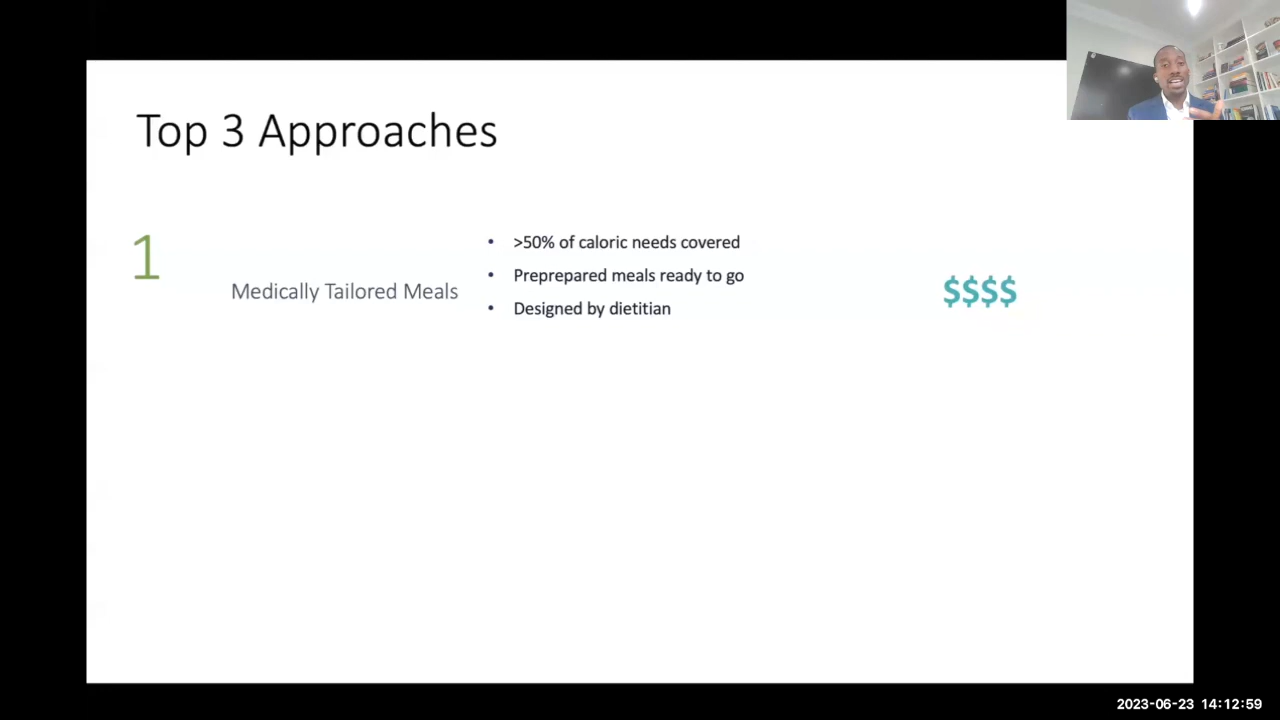 Top 3 Approaches
1
Medically Tailored Meals
• >50% of caloric needs covered
• Preprepared meals ready to go
• Designed by dietitian
$$$$
2023-06-23 14:12:59